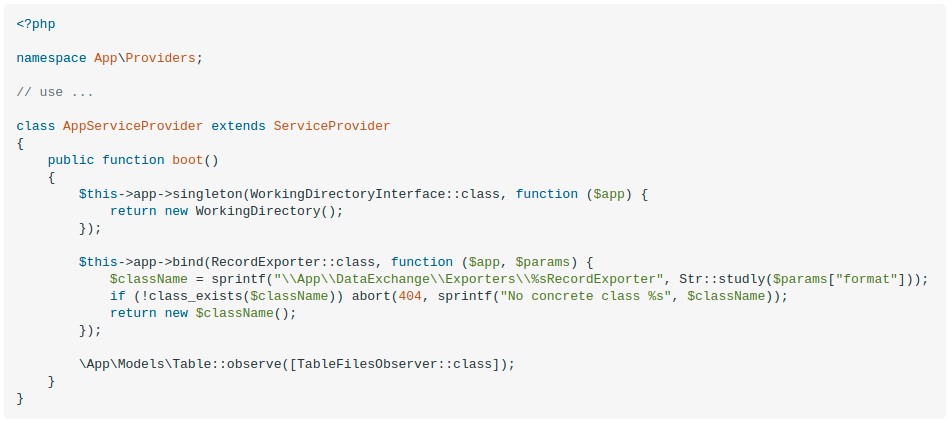 <?php
namespace App\Providers;
// use ...
class AppServiceProvider extends ServiceProvider
{
    public function boot()
    {
        $this->app->singleton(WorkingDirectoryInterface::class, function ($app) {
            return new WorkingDirectory();
        });
        $this->app->bind(RecordExporter::class, function ($app, $params) {
            $className = sprintf("\\App\\DataExchange\\Exporters\\%sRecordExporter", Str::studly($params["format"]));
            if (!class_exists($className)) abort(404, sprintf("No concrete class %s", $className));
            return new $className();
        });
        \App\Models\Table::observe([TableFilesObserver::class]);
    }
}